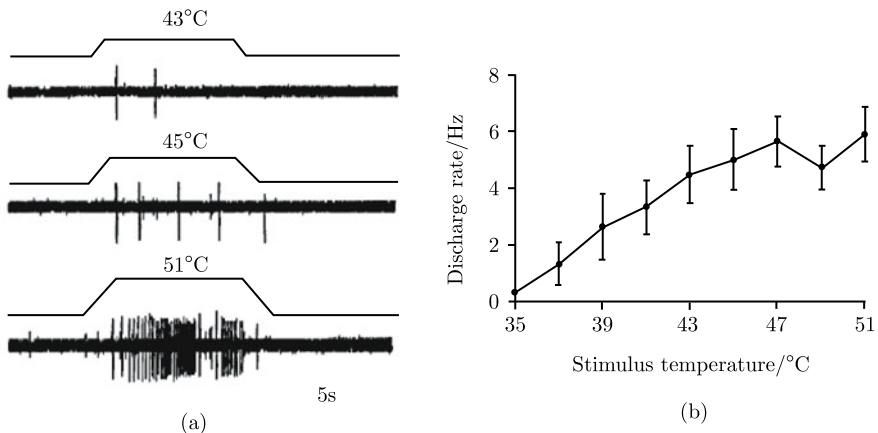 43°C
45°C
51°C
5s
(a)
8
6
4
2
0
Discharge rate/Hz
35 39 43 47 51
Stimulus temperature/°C
(b)